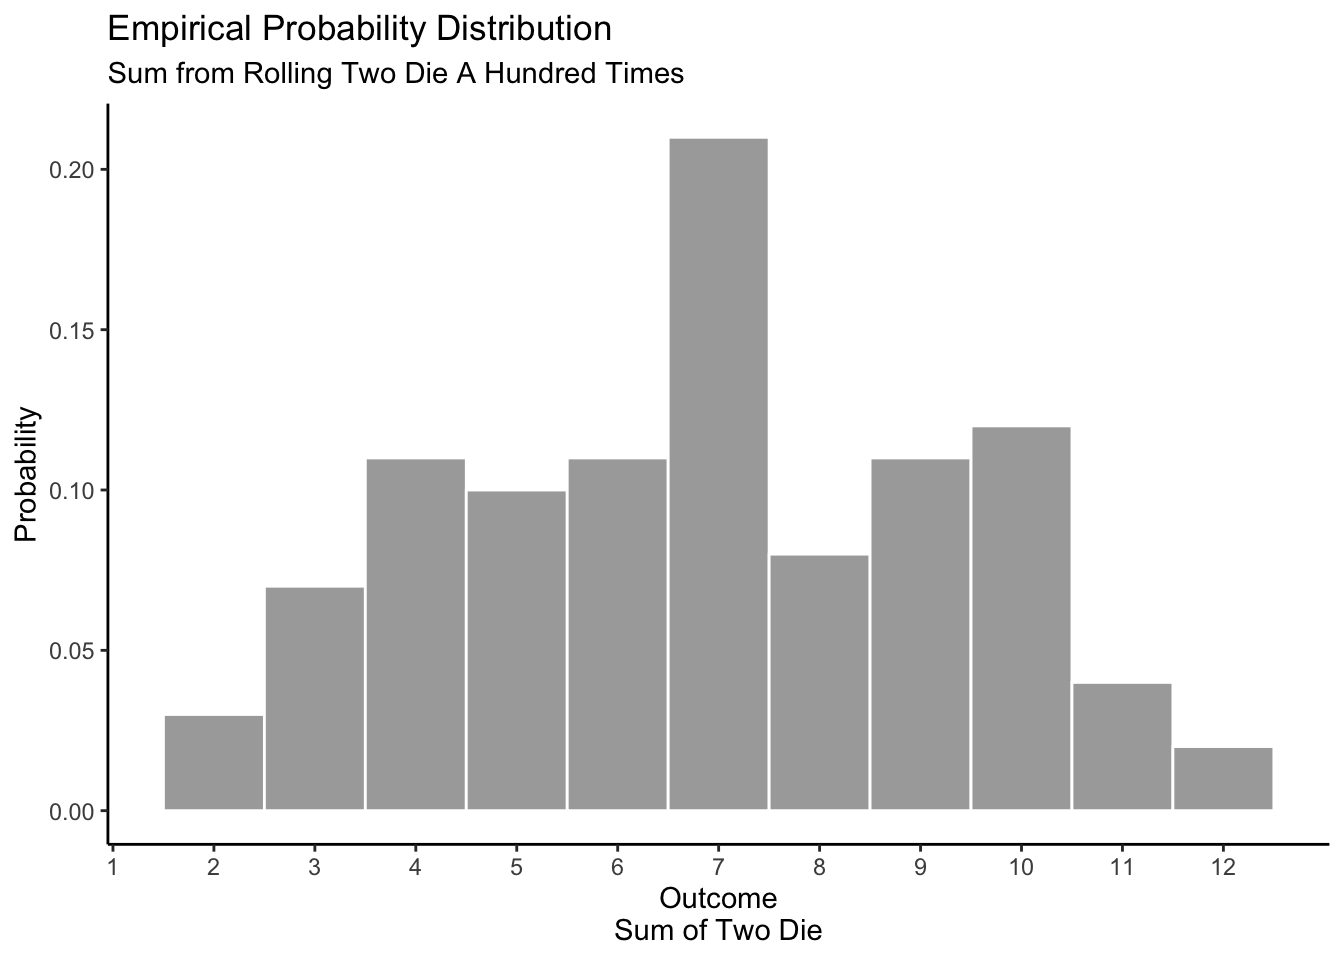 Empirical Probability Distribution
Sum from Rolling Two Die A Hundred Times
Probability
0.20
0.15
0.10
0.05
0.00
1 2 3 4 5 6 7 8 9 10 11 12
Outcome
Sum of Two Die